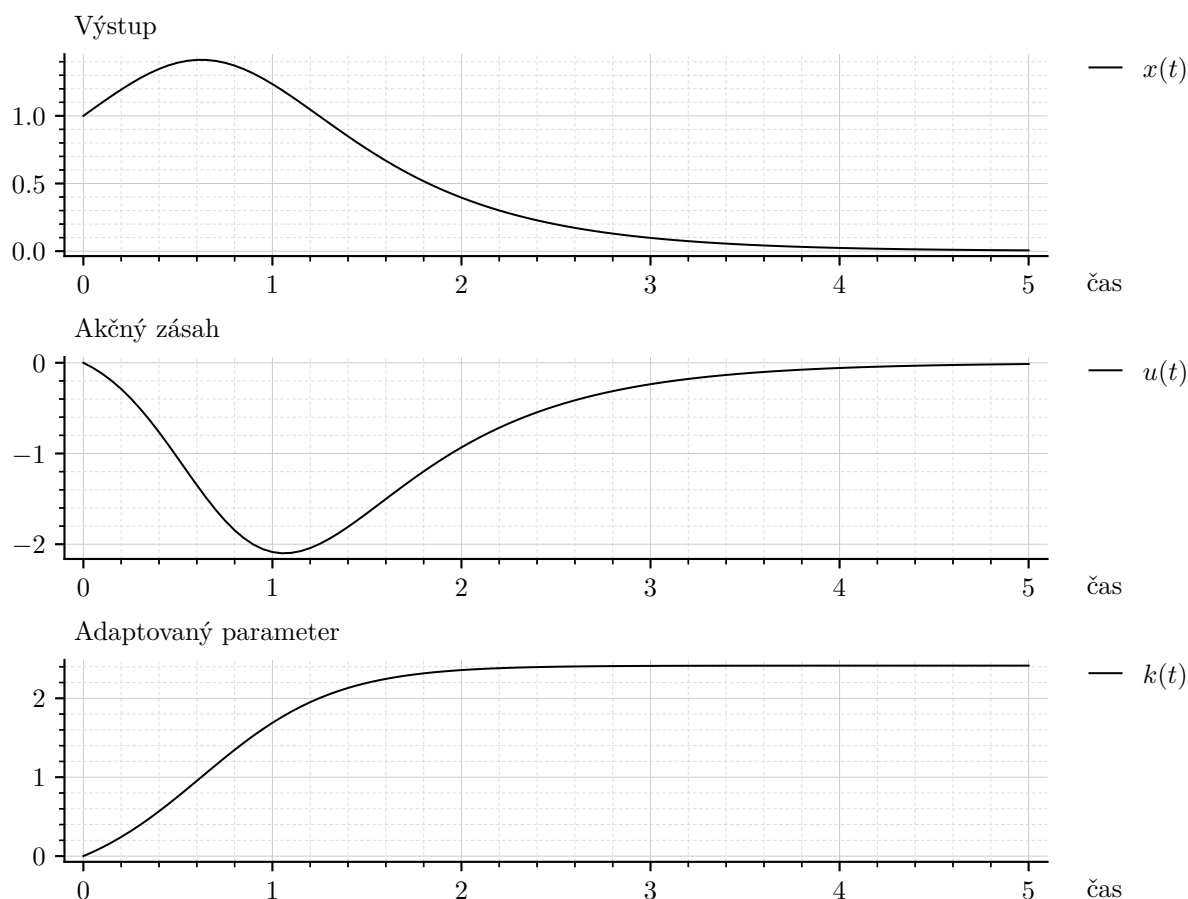 Výstup
x(t)
1.0
0.5
0.0
0 1 2 3 4 5 čas
Akčný zásah
u(t)
0
−1
−2
0 1 2 3 4 5 čas
Adaptovaný parameter
k(t)
2
1
0
0 1 2 3 4 5 čas